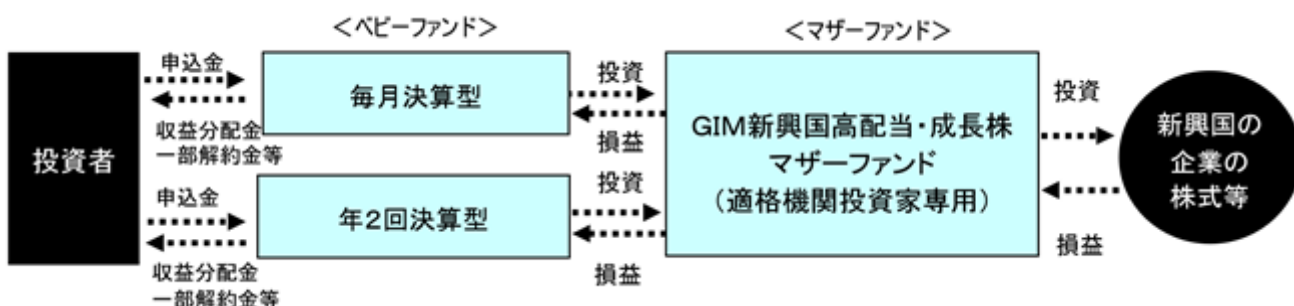 ＜ベビーファンド＞
＜マザーファンド＞
投資者
申込金
収益分配金
一部解約金等
申込金
収益分配金
一部解約金等
毎月決算型
年2回決算型
投資
損益
投資
損益
GIM新興国高配当・成長株
マザーファンド
（適格機関投資家専用）
投資
損益
新興国の
企業の
株式等